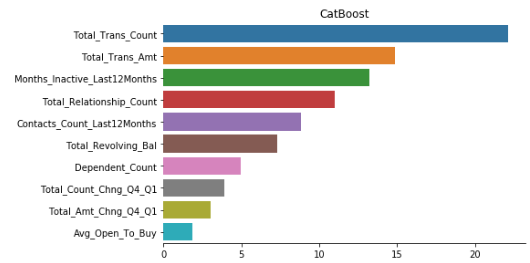 CatBoost
Total_Trans_Count
Total_Trans_Amt
Months_Inactive_Last12Months
Total_Relationship_Count
Contacts_Count_Last12Months
Total_Revolving_Bal
Dependent_Count
Total_Count_Chng_Q4_Q1
Total_Amt_Chng_Q4_Q1
Avg_Open_To_Buy
0 5 10 15 20